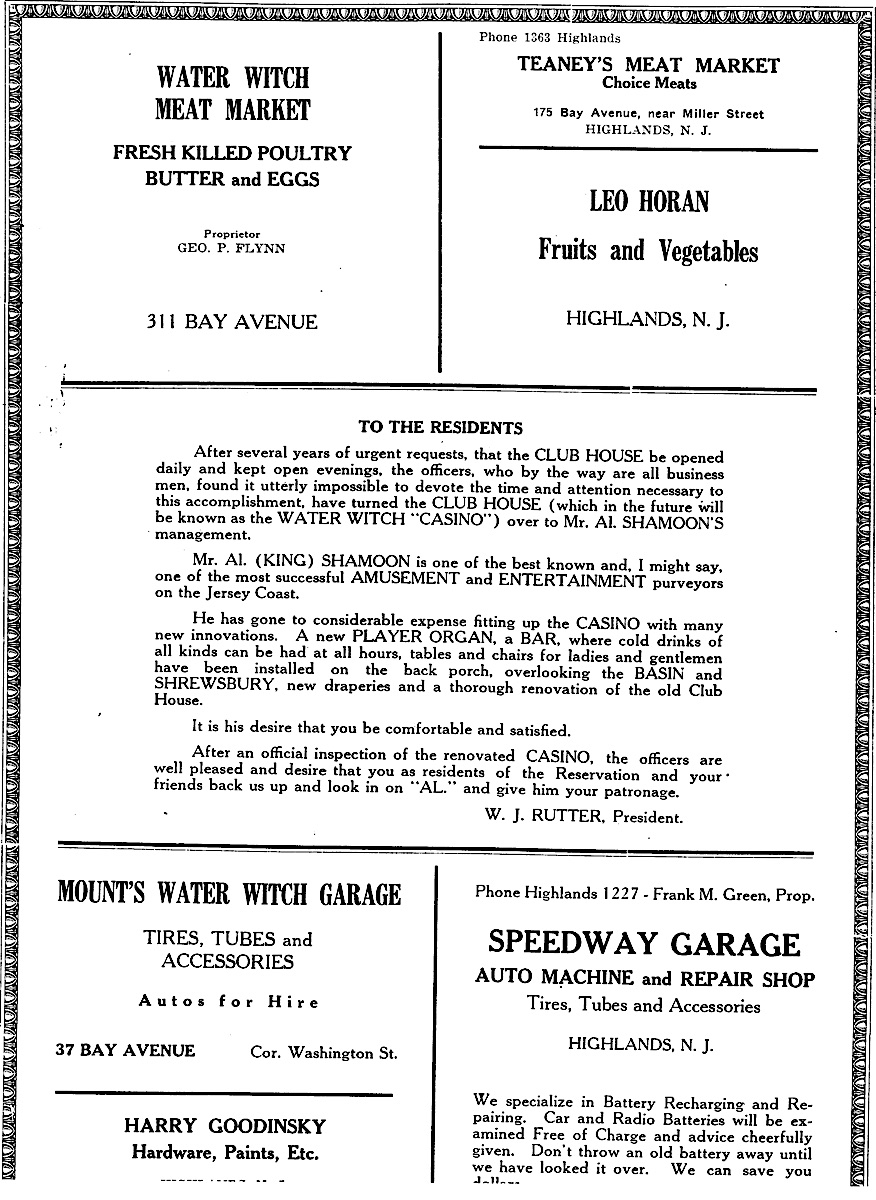 WATER WITCH
MEAT MARKET
FRESH KILLED POULTRY
BUTTER and EGGS
Proprietor
GEO. P. FLYNN
311 BAY AVENUE
Phone 1363 Highlands
TEANEY'S MEAT MARKET
Choice Meats
175 Bay Avenue, near Miller Street
HIGHLANDS, N. J.
LEO HORAN
Fruits and Vegetables
HIGHLANDS, N. J.
TO THE RESIDENTS
After several years of urgent requests, that the CLUB HOUSE be opened
daily and kept open evenings, the officers, who by the way are all business
men, found it utterly impossible to devote the time and attention necessary to
this accomplishment, have turned the CLUB HOUSE (which in the future will
be known as the WATER WITCH "CASINO") over to Mr. Al. SHAMOON'S
management.
Mr. Al. (KING) SHAMOON is one of the best known and, I might say,
one of the most successful AMUSEMENT and ENTERTAINMENT purveyors
on the Jersey Coast.
He has gone to considerable expense fitting up the CASINO with many
new innovations. A new PLAYER ORGAN, a BAR, where cold drinks of
all kinds can be had at all hours, tables and chairs for ladies and gentlemen
have been installed on the back porch, overlooking the BASIN and
SHREWSBURY, new draperies and a thorough renovation of the old Club
House.
It is his desire that you be comfortable and satisfied.
After an official inspection of the renovated CASINO, the officers are
well pleased and desire that you as residents of the Reservation and your
friends back us up and look in on "AL." and give him your patronage.
W. J. RUTTER, President.
MOUNT'S WATER WITCH GARAGE
TIRES, TUBES and
ACCESSORIES
Autos for Hire
37 BAY AVENUE Cor. Washington St.
HARRY GOODINSKY
Hardware, Paints, Etc.
Phone Highlands 1227 - Frank M. Green, Prop.
SPEEDWAY GARAGE
AUTO MACHINE and REPAIR SHOP
Tires, Tubes and Accessories
HIGHLANDS, N. J.
We specialize in Battery Recharging and Re-
pairing. Car and Radio Batteries will be ex-
amined Free of Charge and advice cheerfully
given. Don't throw an old battery away until
we have looked it over. We can save you